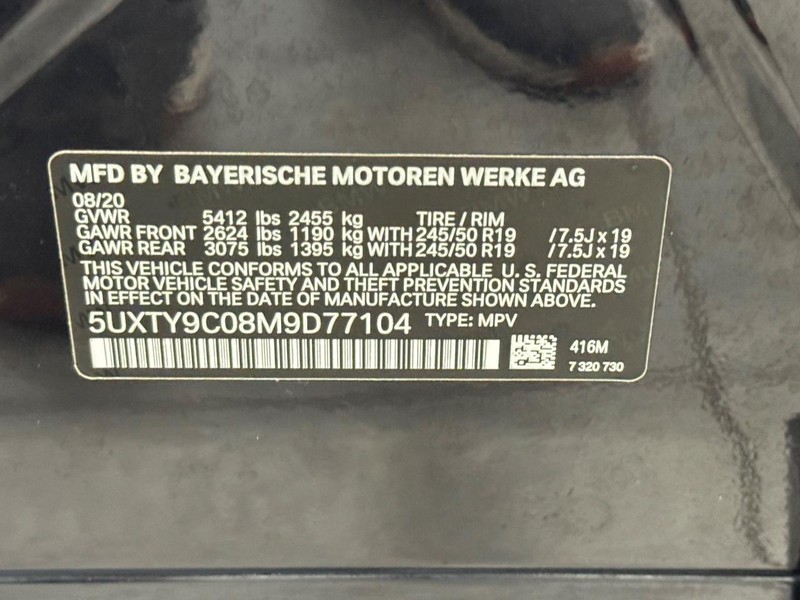 MFD BY BAYERISCHE MOTOREN WERKE AG
08/20
GVWR 5412 lbs 2455 kg TIRE / RIM
GAWR FRONT 2624 lbs 1190 kg WITH 245/50 R19 /7.5J x 19
GAWR REAR 3075 lbs 1395 kg WITH 245/50 R19 /7.5J x 19
THIS VEHICLE CONFORMS TO ALL APPLICABLE U. S. FEDERAL
MOTOR VEHICLE SAFETY AND THEFT PREVENTION STANDARDS
IN EFFECT ON THE DATE OF MANUFACTURE SHOWN ABOVE.
5UXTY9C08M9D77104 TYPE: MPV
416M
7 320 730